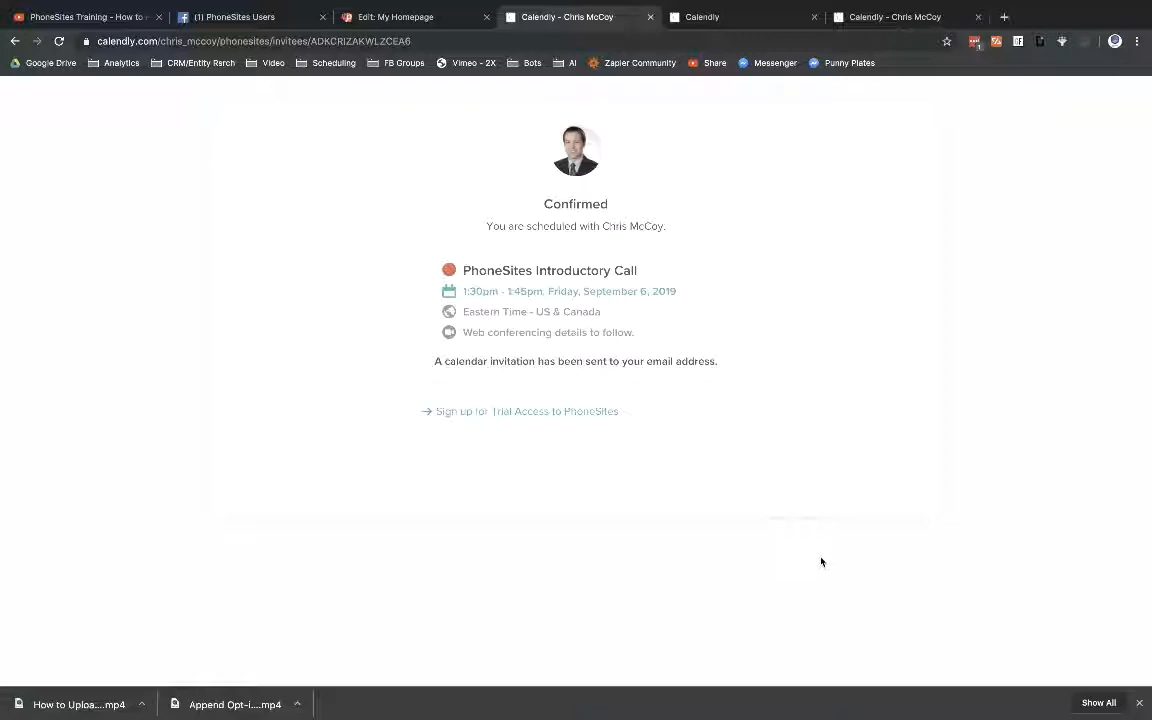 PhoneSites Training - How to
(1) PhoneSites Users
Edit: My Homepage
Calendly - Chris McCoy
Calendly
Calendly - Chris McCoy
calendly.com/chris_mccoy/phonesites/invitees/ADKCRIZAKWLZCEA6
Google Drive
Analytics
CRM/Entity Rsrch
Video
Scheduling
FB Groups
Vimeo - 2X
Bots
AI
Zapier Community
Share
Messenger
Punny Plates
Confirmed
You are scheduled with Chris McCoy.
PhoneSites Introductory Call
1:30pm - 1:45pm, Friday, September 6, 2019
Eastern Time - US & Canada
Web conferencing details to follow.
A calendar invitation has been sent to your email address.
Sign up for Trial Access to PhoneSites
How to Uploa....mp4
Append Opt-i....mp4
Show All